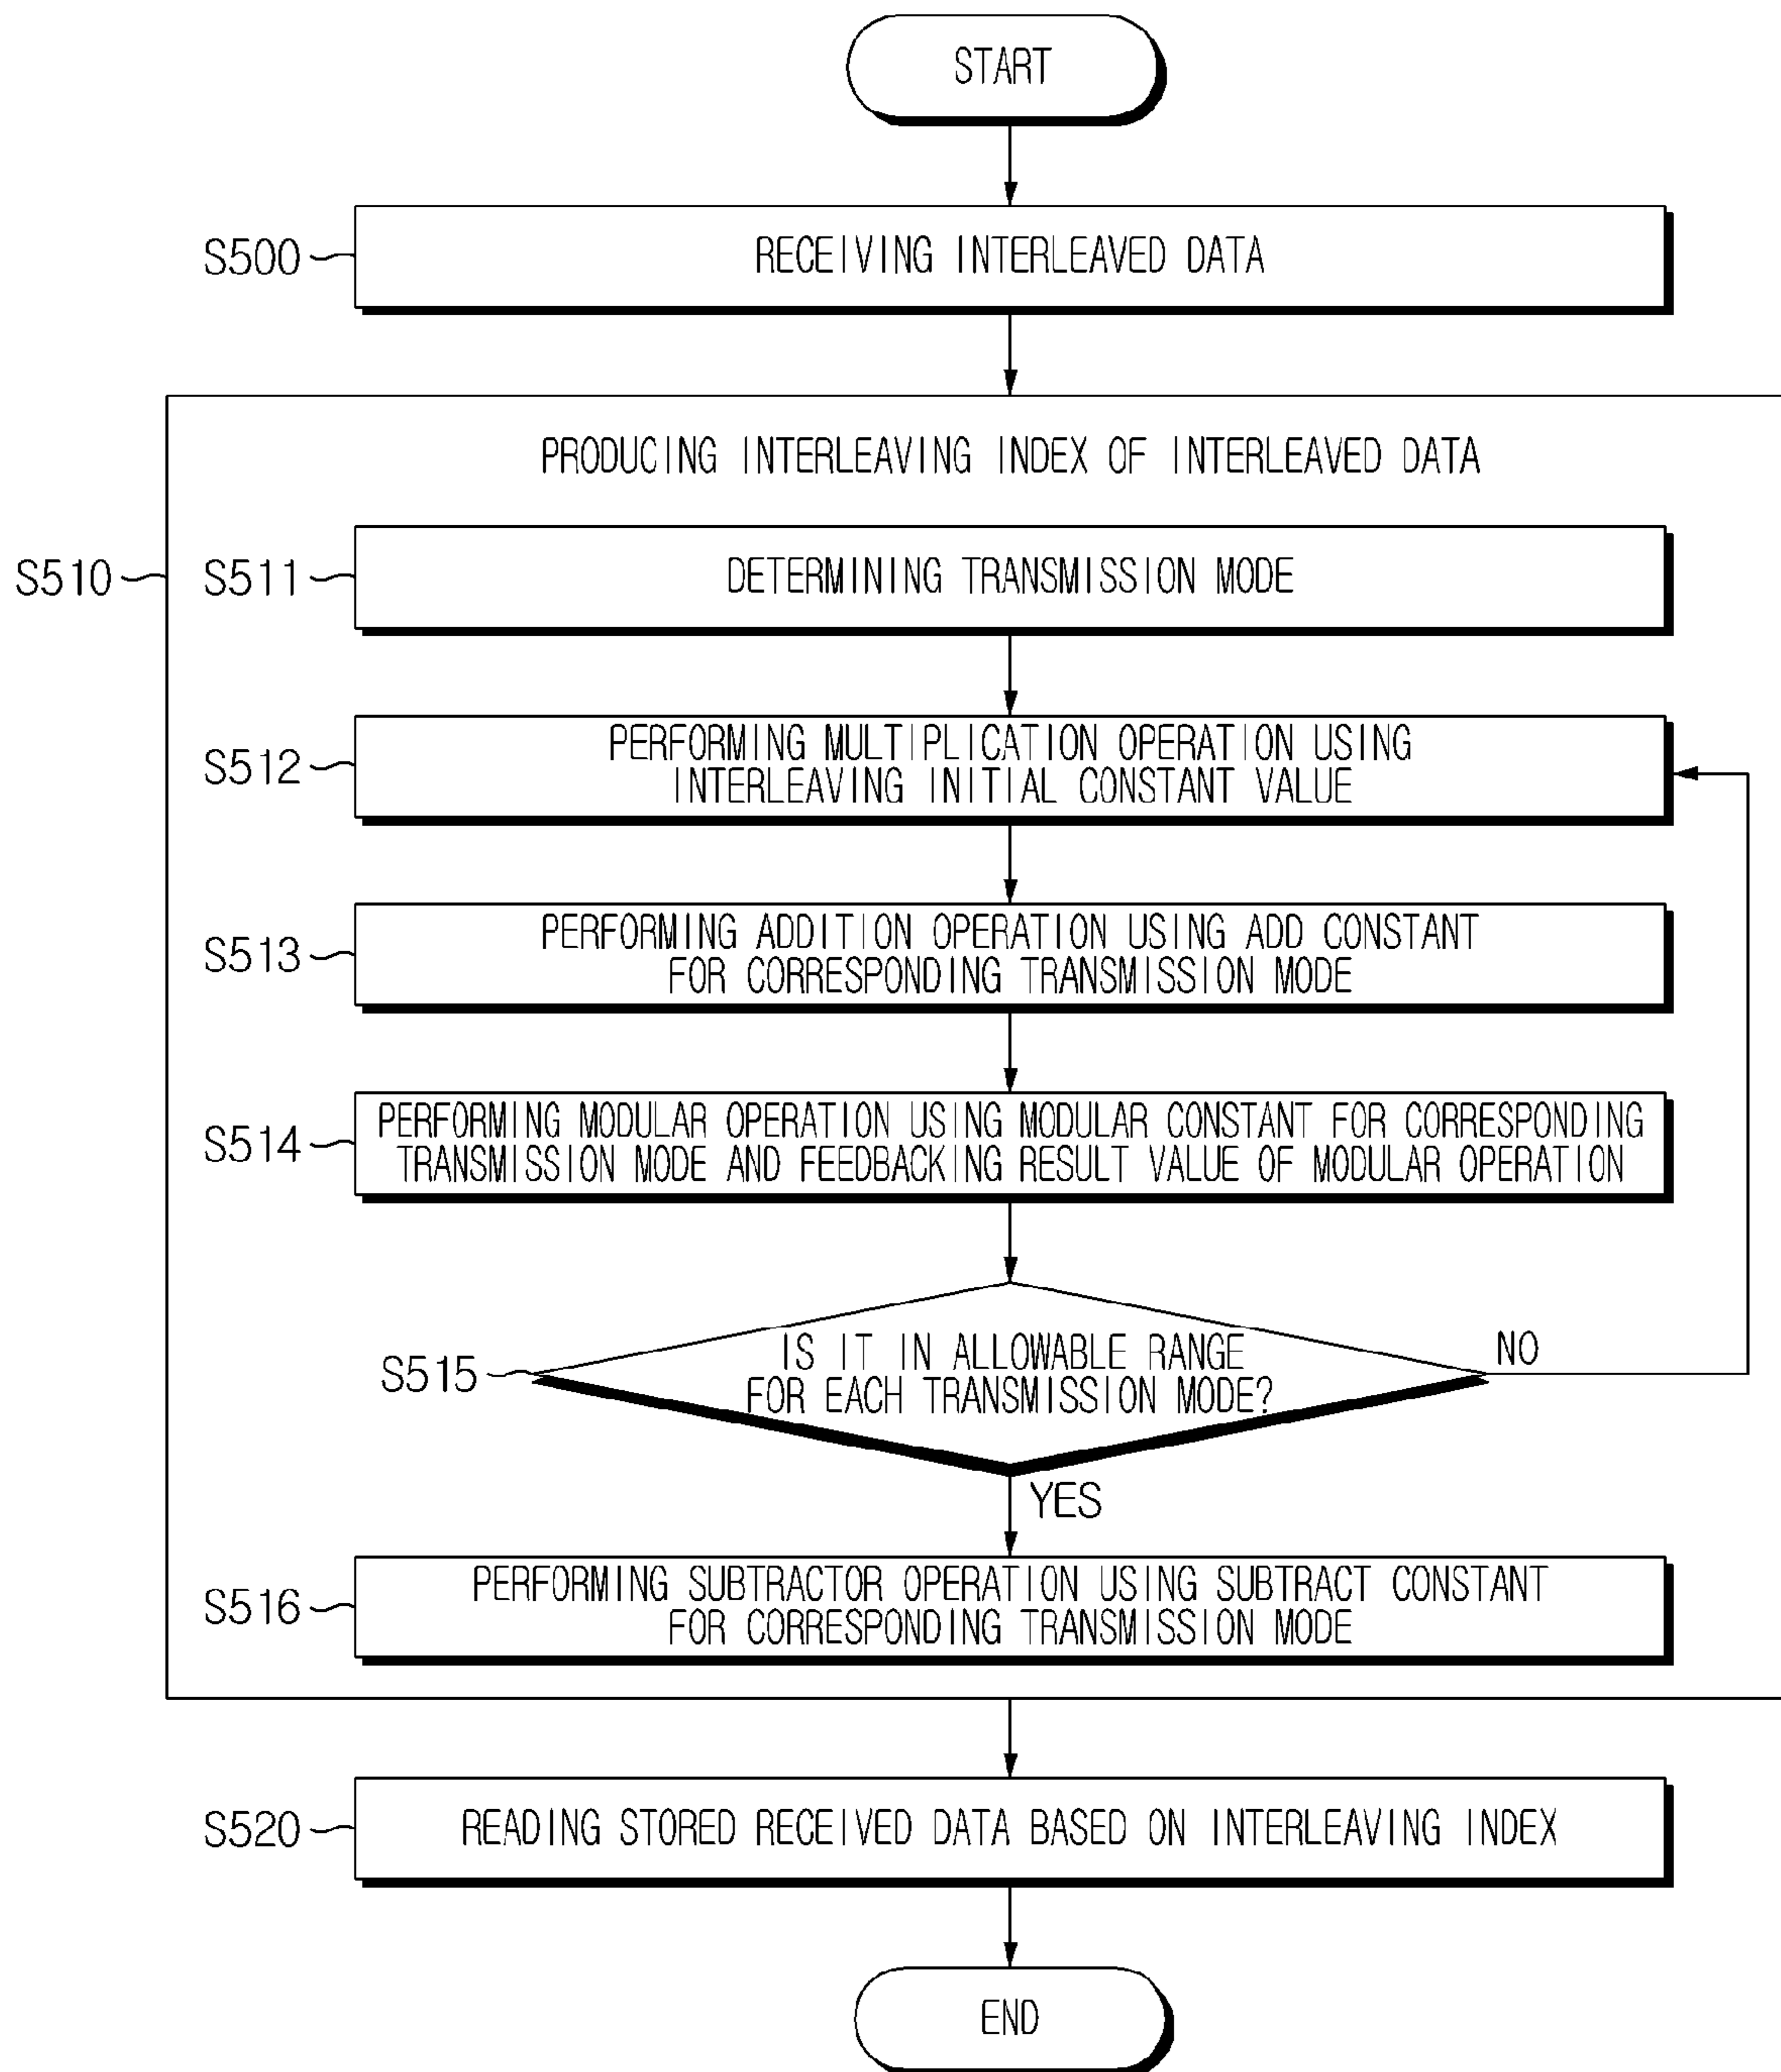 START
S500
RECEIVING INTERLEAVED DATA
PRODUCING INTERLEAVING INDEX OF INTERLEAVED DATA
S510
S511
DETERMINING TRANSMISSION MODE
S512
PERFORMING MULTIPLICATION OPERATION USING
INTERLEAVING INITIAL CONSTANT VALUE
S513
PERFORMING ADDITION OPERATION USING ADD CONSTANT
FOR CORRESPONDING TRANSMISSION MODE
S514
PERFORMING MODULAR OPERATION USING MODULAR CONSTANT FOR CORRESPONDING
TRANSMISSION MODE AND FEEDBACKING RESULT VALUE OF MODULAR OPERATION
S515
IS IT IN ALLOWABLE RANGE
FOR EACH TRANSMISSION MODE?
NO
YES
S516
PERFORMING SUBTRACTOR OPERATION USING SUBTRACT CONSTANT
FOR CORRESPONDING TRANSMISSION MODE
S520
READING STORED RECEIVED DATA BASED ON INTERLEAVING INDEX
END